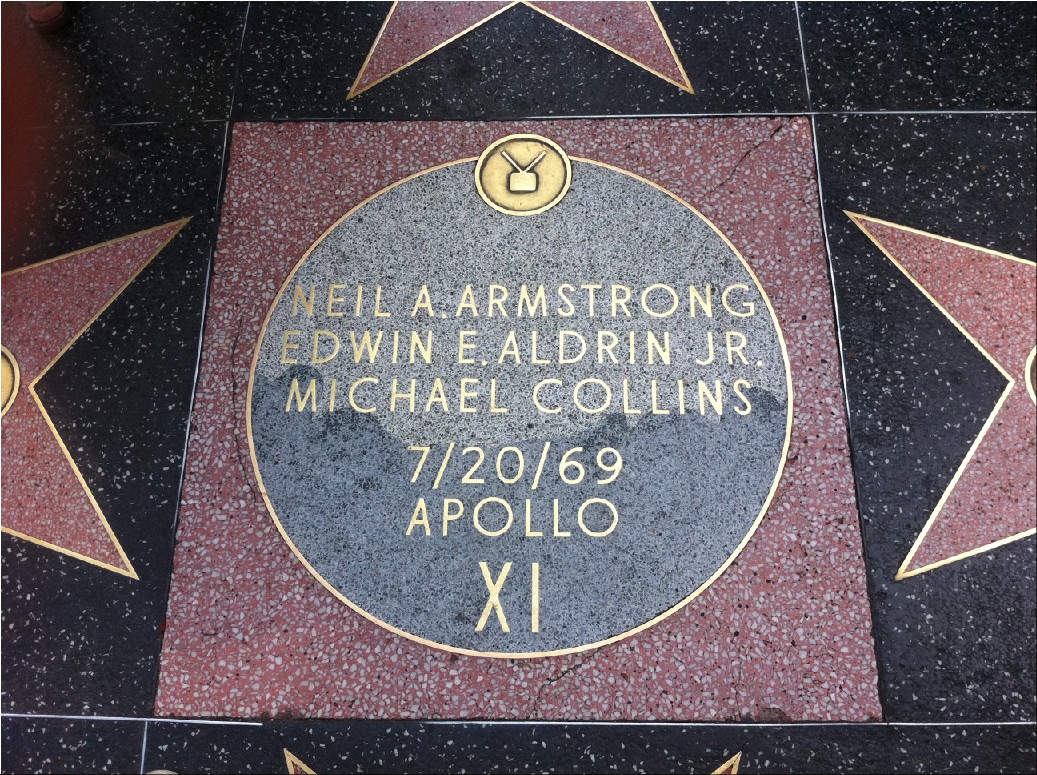 NEIL A. ARMSTRONG
EDWIN E. ALDRIN JR.
MICHAEL COLLINS
7/20/69
APOLLO
XI